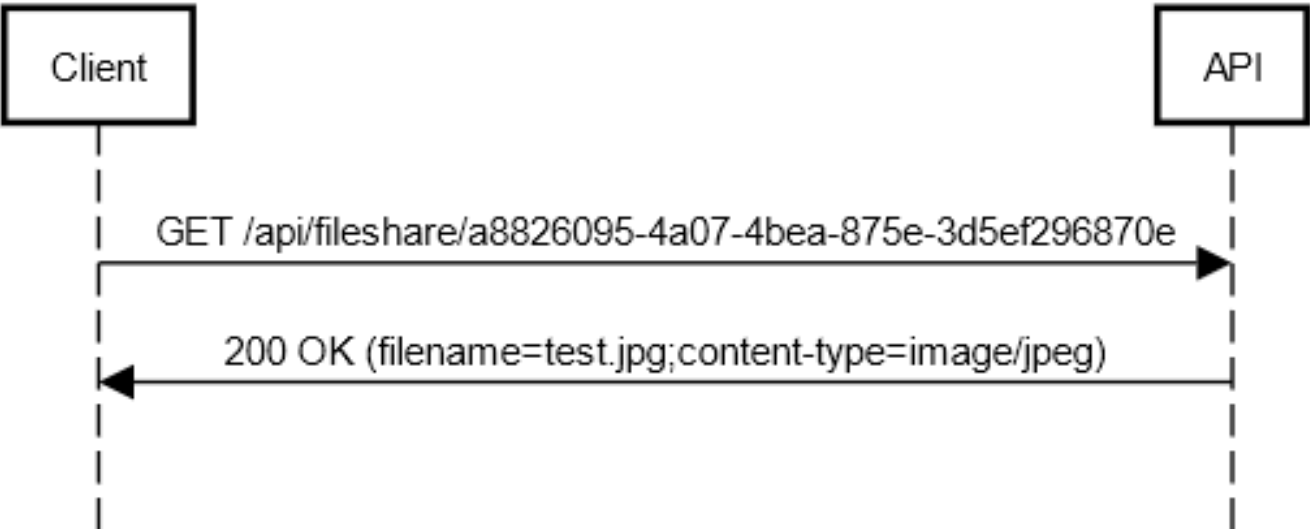 Client
API
GET /api/fileshare/a8826095-4a07-4bea-875e-3d5ef296870e
200 OK (filename=test.jpg;content-type=image/jpeg)